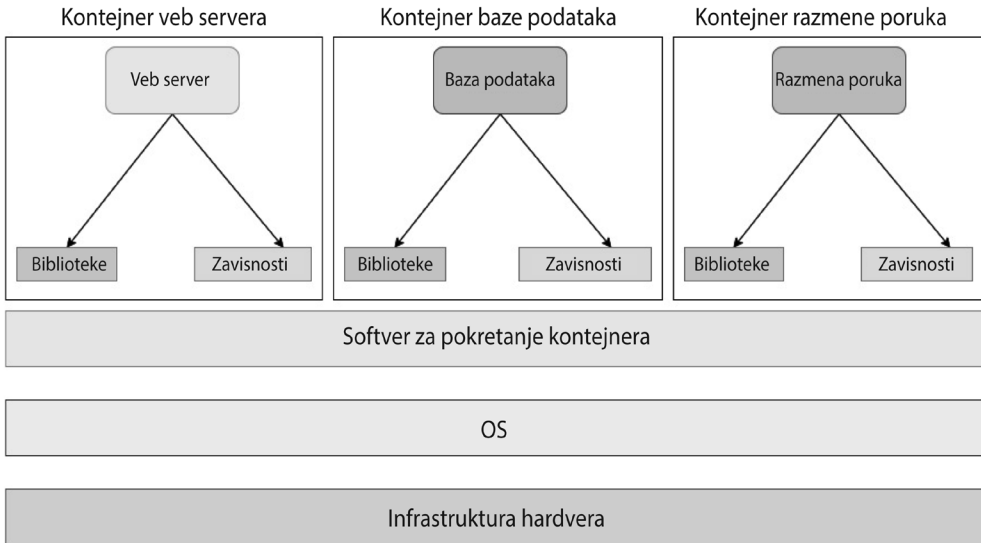 Kontejner veb servera
Kontejner baze podataka
Kontejner razmene poruka
Veb server
Baza podataka
Razmena poruka
Biblioteke
Zavisnosti
Biblioteke
Zavisnosti
Biblioteke
Zavisnosti
Softver za pokretanje kontejnera
OS
Infrastruktura hardvera